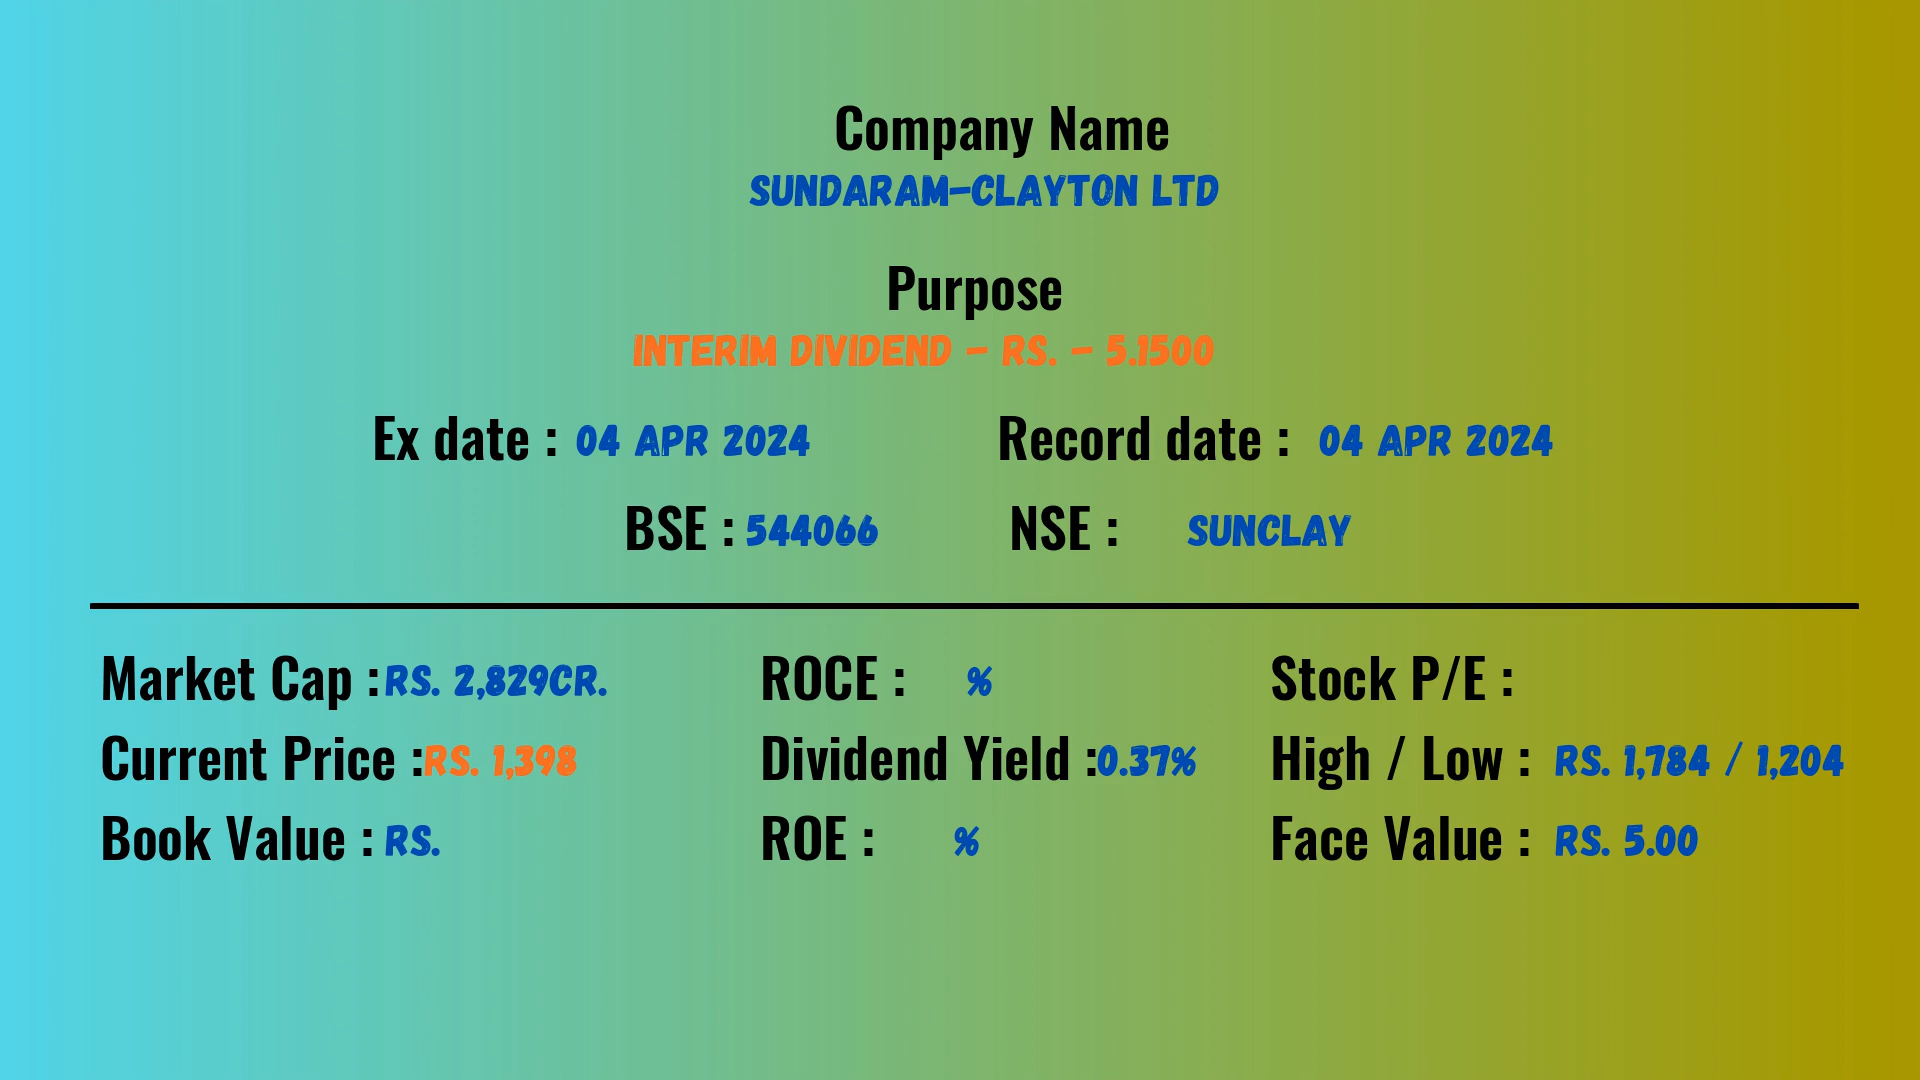 Company Name
SUNDARAM-CLAYTON LTD
Purpose
INTERIM DIVIDEND - RS. - 5.1500
Ex date : 04 APR 2024 Record date : 04 APR 2024
BSE : 544066 NSE : SUNCLAY
Market Cap : RS. 2,829CR. ROCE : % Stock P/E :
Current Price : RS. 1,398 Dividend Yield : 0.37% High / Low : RS. 1,784 / 1,204
Book Value : RS. ROE : % Face Value : RS. 5.00